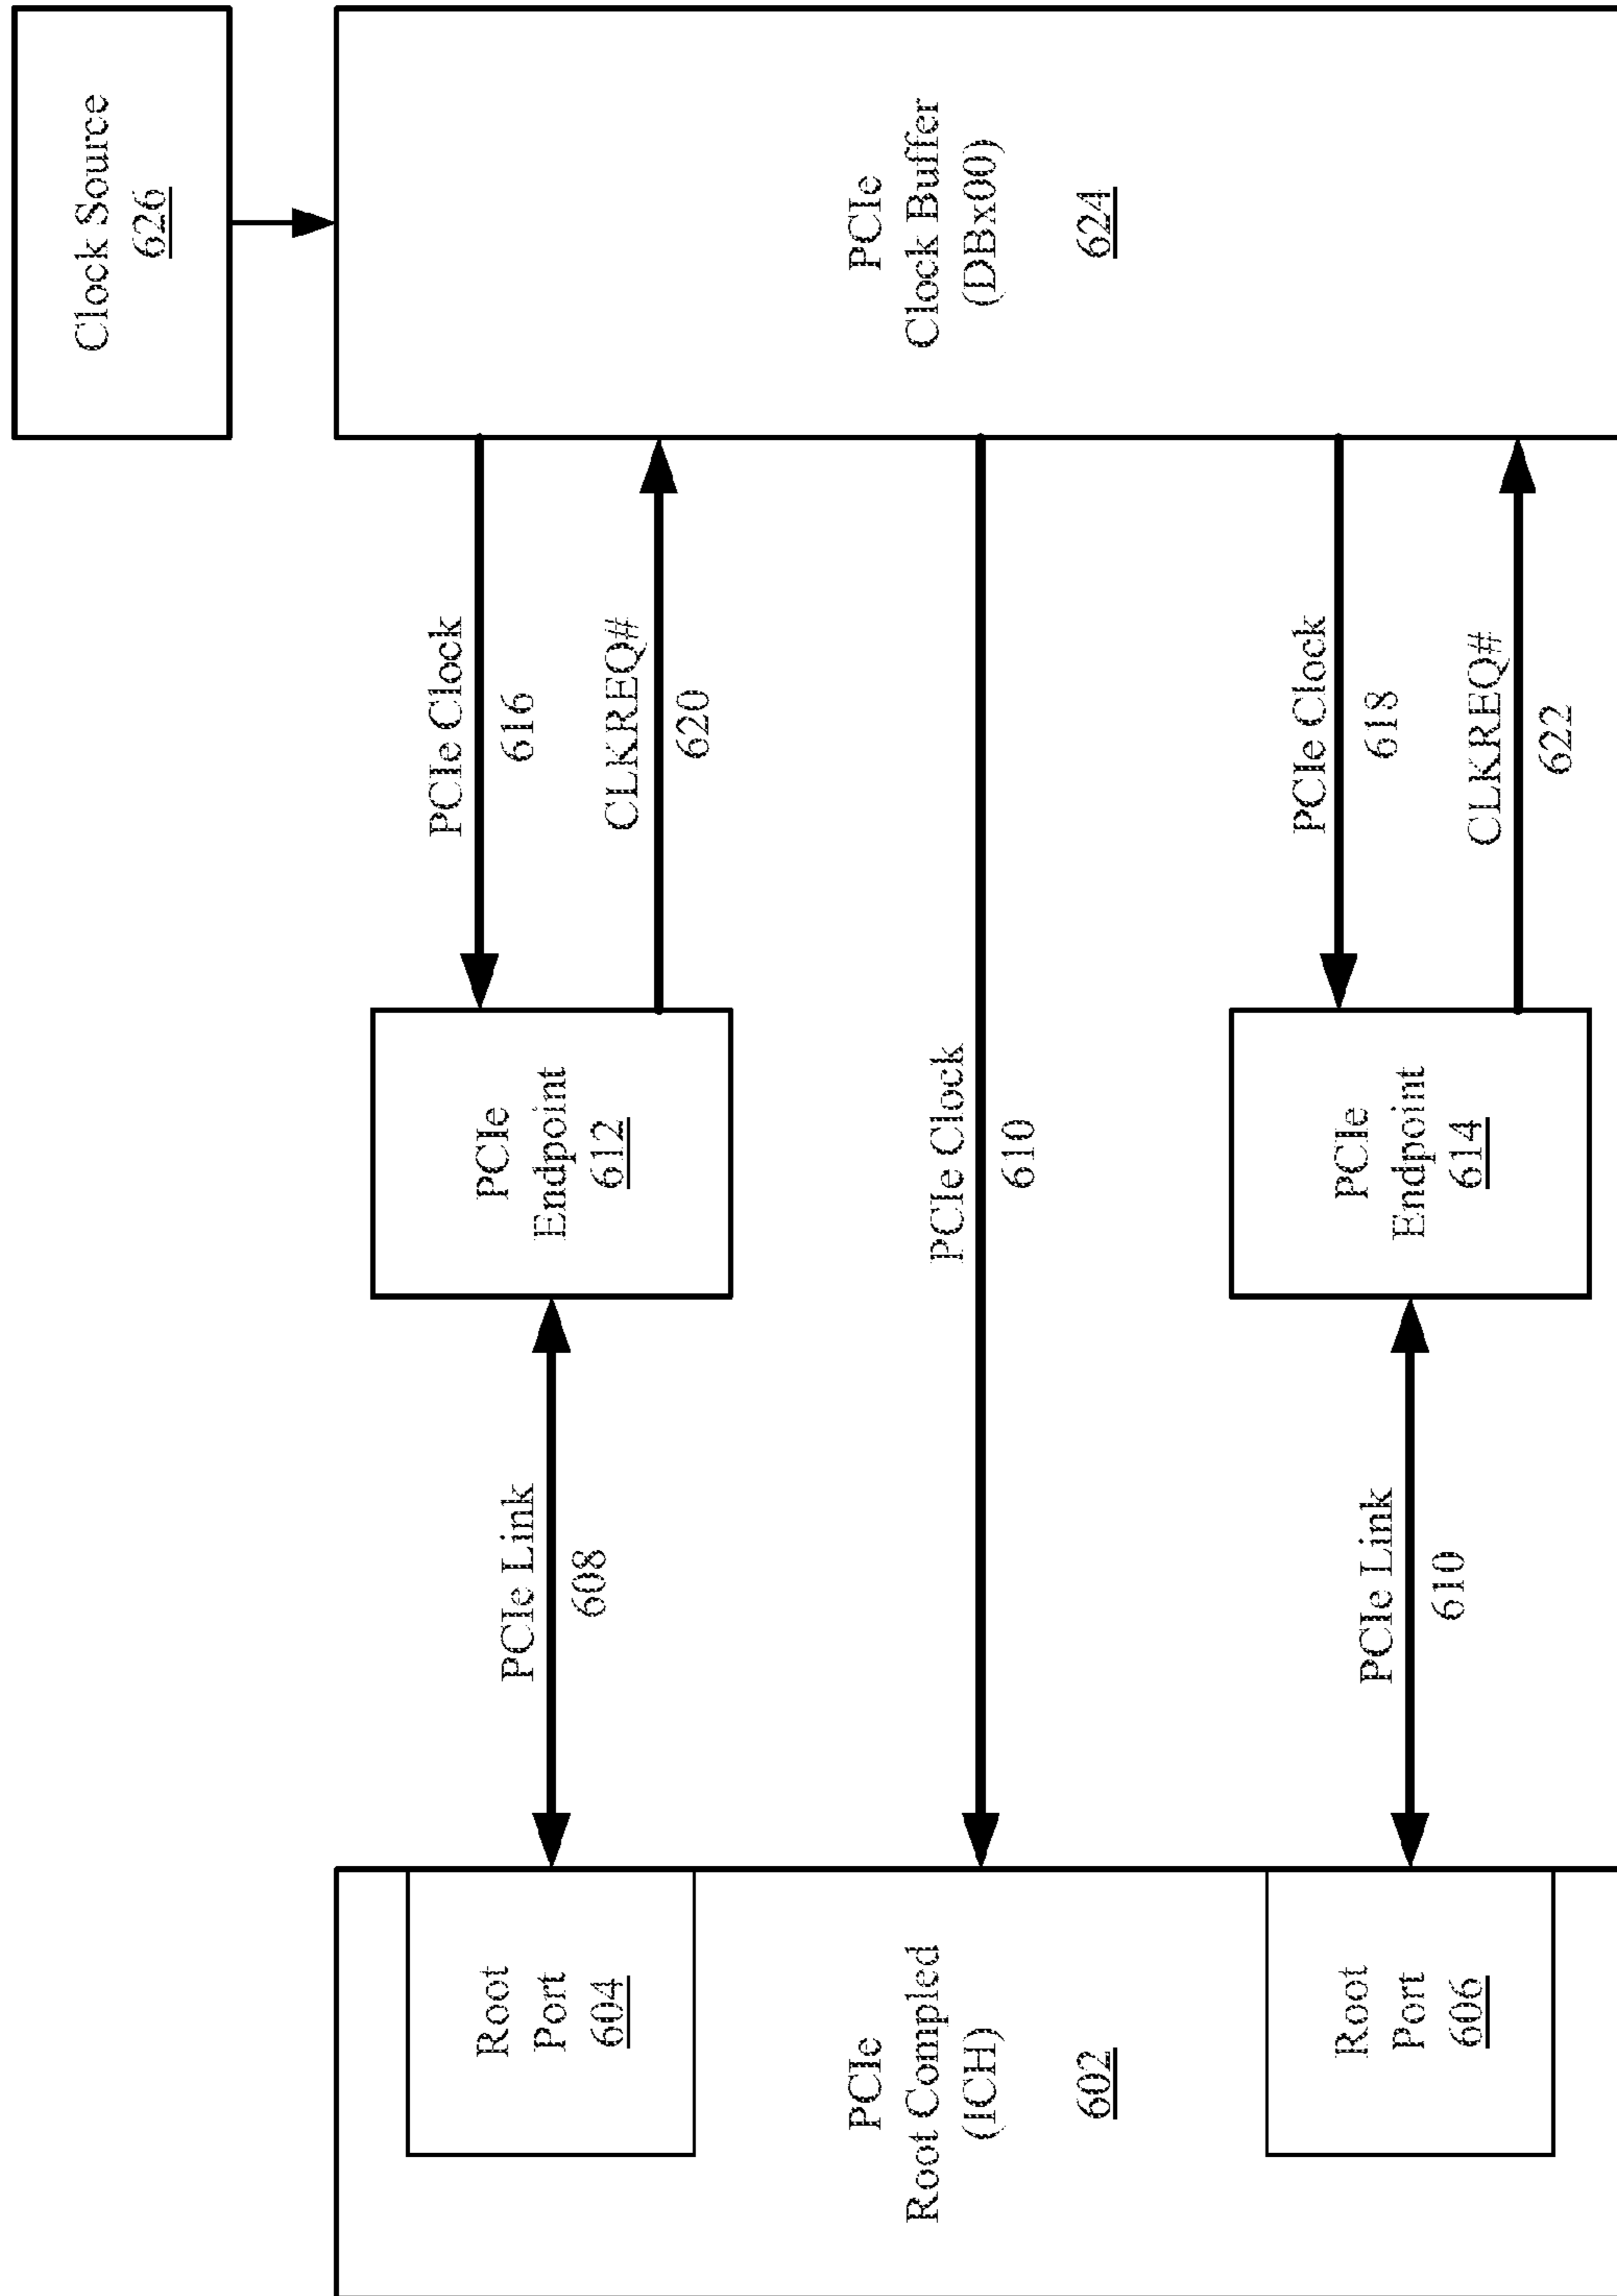 PCIe
Root Compled
(ICH)
602
Root
Port
604
Root
Port
606
PCIe Link
608
PCIe Link
610
PCIe
Endpoint
612
PCIe
Endpoint
614
PCIe Clock
610
PCIe Clock
616
CLKREQ#
620
PCIe Clock
618
CLKREQ#
622
PCIe
Clock Buffer
(DBx00)
624
Clock Source
626